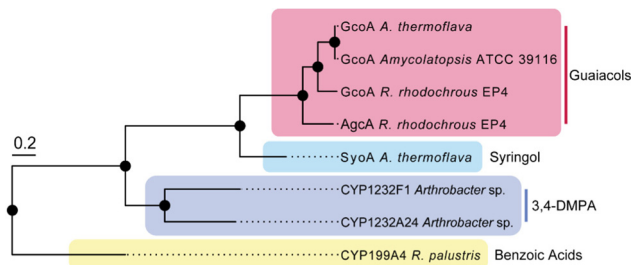 GcoA A. thermoflava
GcoA Amycolatopsis ATCC 39116
Guaiacols
GcoA R. rhodochrous EP4
AgcA R. rhodochrous EP4
0.2
SyoA A. thermoflava Syringol
CYP1232F1 Arthrobacter sp.
3,4-DMPA
CYP1232A24 Arthrobacter sp.
CYP199A4 R. palustris Benzoic Acids